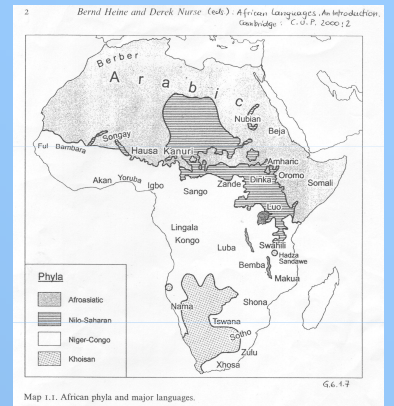 2 Bernd Heine and Derek Nurse (eds). African languages. An Introduction.
Cambridge: C.U.P. 2000:2
Berber
Arabic
Nubian
Beja
Songay
Ful Bambara
Hausa Kanuri
Amharic
Akan Yoruba Igbo
Sango Zande Dinka Oromo
Somali
Luo
Lingala
Kongo
Luba
Swahili
Hadza
Sandawe
Bemba
Makua
Nama
Shona
Tswana
Sotho
Zulu
Xhosa
Phyla
Afroasiatic
Nilo-Saharan
Niger-Congo
Khoisan
G.6.1.7
Map 1.1. African phyla and major languages.